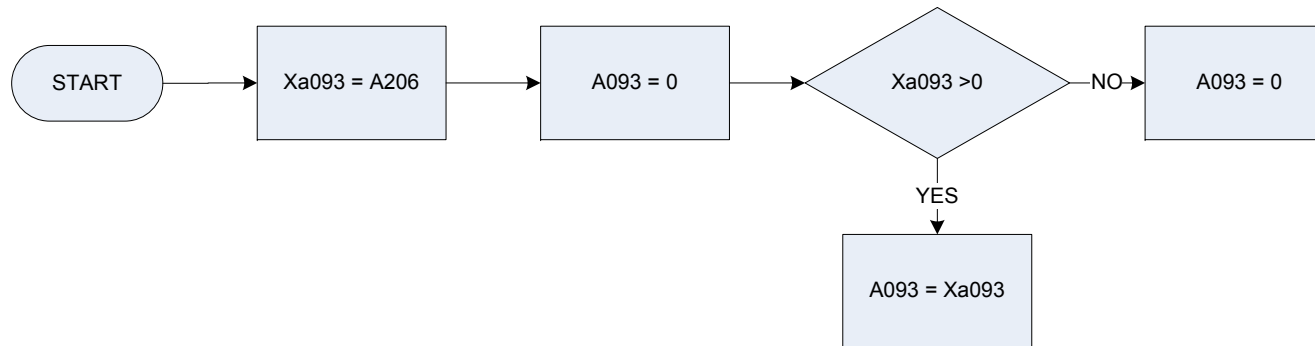 START
Xa093 = A206
A093 = 0
Xa093 >0
NO
A093 = 0
YES
A093 = Xa093